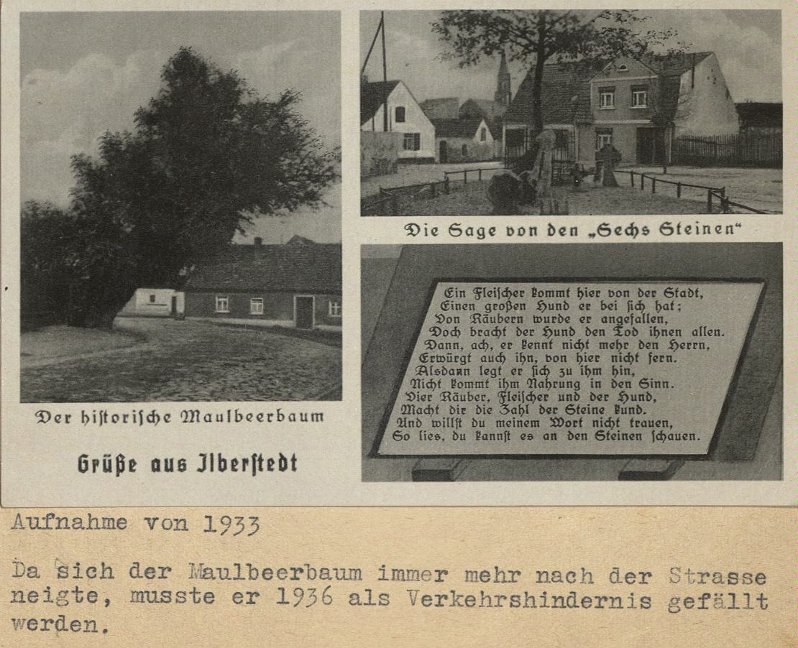 Der historische Maulbeerbaum
Grüße aus Ilberstedt
Die Sage von den „Sechs Steinen"
Ein Fleischer kommt hier von der Stadt,
Einen großen Hund er bei sich hat;
Von Räubern wurde er angefallen,
Doch bracht der Hund den Tod ihnen allen.
Dann, ach, er kennt nicht mehr den Herrn,
Erwürgt auch ihn, von hier nicht fern.
Alsdann legt er sich zu ihm hin,
Nicht kommt ihm Nahrung in den Sinn.
Vier Räuber, Fleischer und der Hund,
Macht dir die Zahl der Steine kund.
Und willst du meinem Wort nicht trauen,
So lies, du kannst es an den Steinen schauen.
Aufnahme von 1933
Da sich der Maulbeerbaum immer mehr nach der Strasse
neigte, musste er 1936 als Verkehrshindernis gefällt
werden.